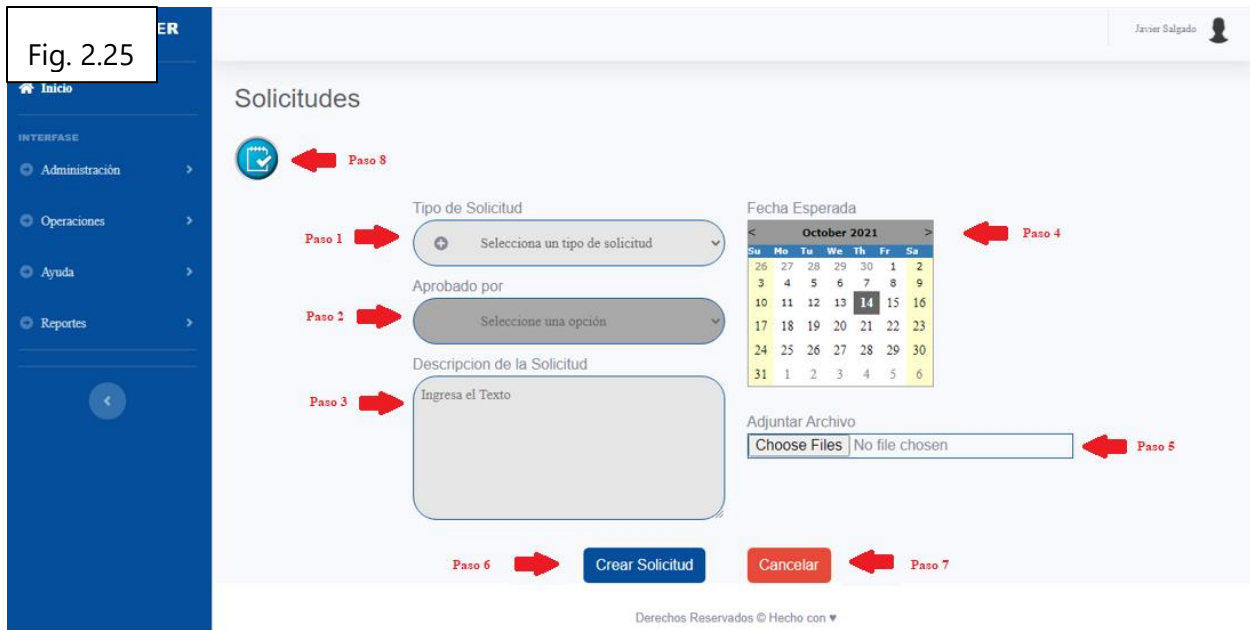 Fig. 2.25
ER
Javier Salgado
Inicio
INTERFASE
Administración
Operaciones
Ayuda
Reportes
Solicitudes
Paso 8
Tipo de Solicitud
Paso 1
Selecciona un tipo de solicitud
Aprobado por
Paso 2
Seleccione una opción
Descripcion de la Solicitud
Paso 3
Ingresa el Texto
Fecha Esperada
< October 2021 >
Paso 4
Su Mo Tu We Th Fr Sa
26 27 28 29 30 1 2
3 4 5 6 7 8 9
10 11 12 13 14 15 16
17 18 19 20 21 22 23
24 25 26 27 28 29 30
31 1 2 3 4 5 6
Adjuntar Archivo
Choose Files No file chosen
Paso 5
Paso 6
Crear Solicitud
Cancelar
Paso 7
Derechos Reservados © Hecho con ♥